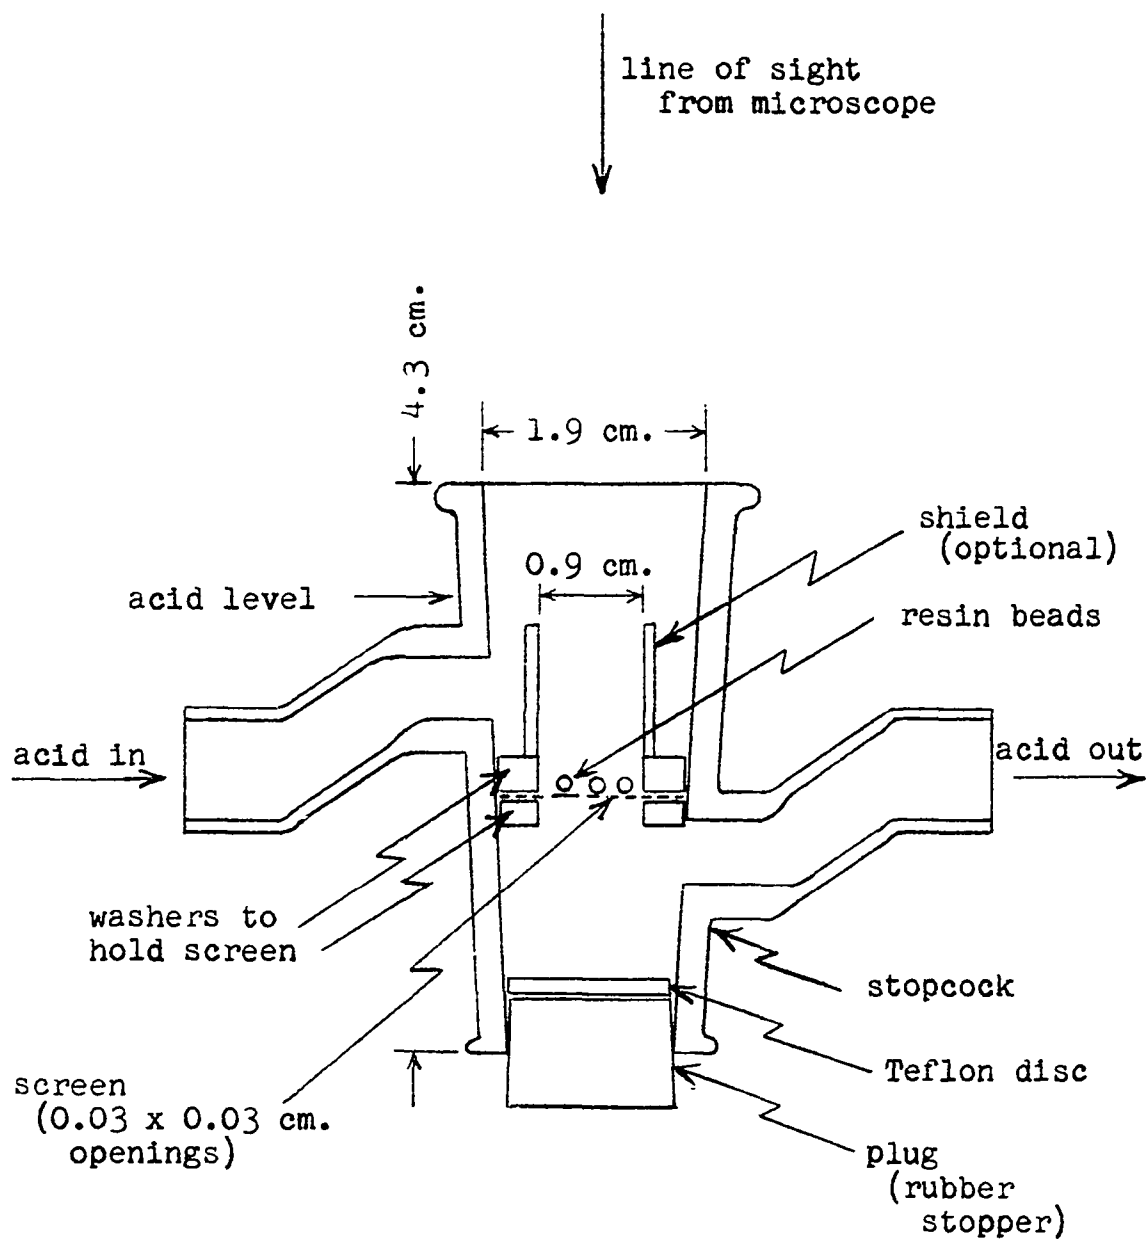 line of sight
from microscope
4.3 cm.
1.9 cm.
shield
(optional)
0.9 cm.
acid level
resin beads
acid in
acid out
washers to
hold screen
stopcock
Teflon disc
screen
(0.03 x 0.03 cm.
openings)
plug
(rubber
stopper)